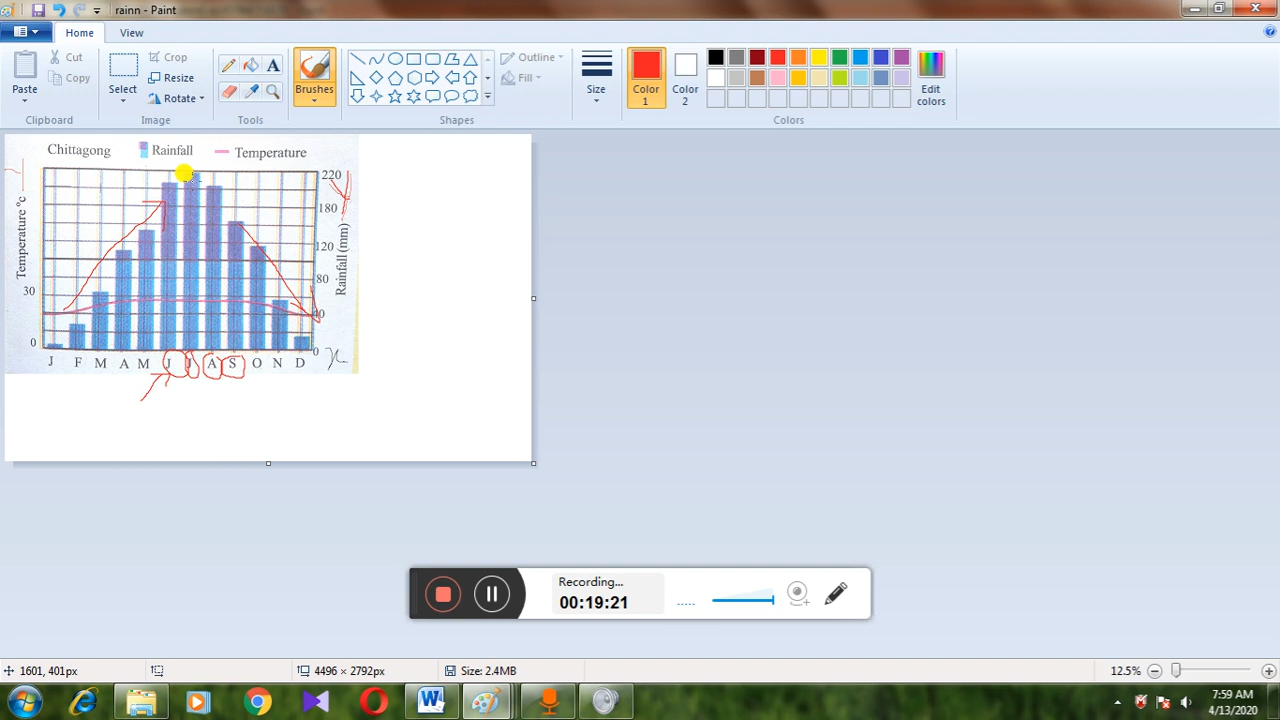 rainn - Paint
Home View
Paste
Cut
Copy
Clipboard
Select
Crop
Resize
Rotate
Image
A
Tools
Brushes
Outline
Fill
Shapes
Size
Color 1
Color 2
Edit colors
Colors
Chittagong Rainfall Temperature
Temperature °c
30
0
220
180
120
80
40
0
Rainfall (mm)
J F M A M J J A S O N D
Recording...
00:19:21
1601, 401px
4496 × 2792px
Size: 2.4MB
12.5%
7:59 AM
4/13/2020